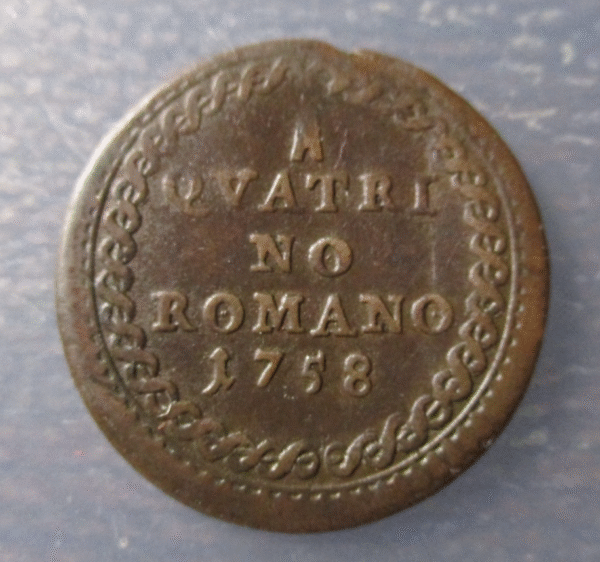 A
QVATRI
NO
ROMANO
1758